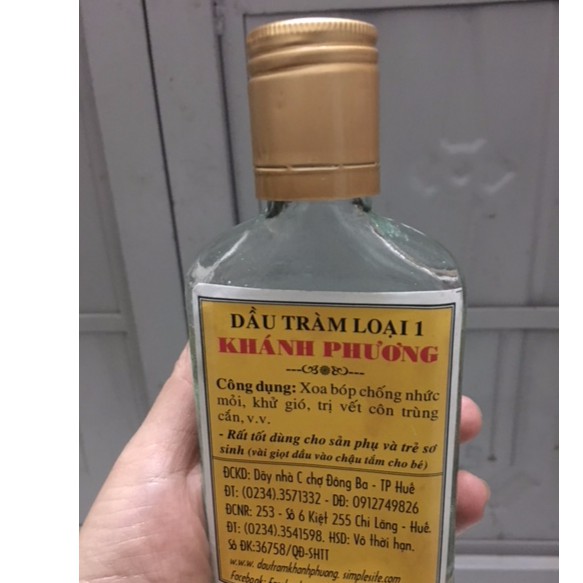 DẦU TRÀM LOẠI 1
KHÁNH PHƯƠNG
Công dụng: Xoa bóp chống nhức
mỏi, khử gió, trị vết côn trùng
cắn, v.v.
- Rất tốt dùng cho sản phụ và trẻ sơ
sinh (vài giọt dầu vào chậu tắm cho bé)
ĐCKD: Dãy nhà C chợ Đông Ba - TP Huế
ĐT: (0234).3571332 - DĐ: 0912749826
ĐCNR: 253 - Số 6 Kiệt 255 Chi Lăng - Huế.
ĐT: (0234).3541598. HSD: Vô thời hạn.
Số ĐK:36758/QĐ-SHTT
www.dautramkhanhphuong.simplesite.com
Facebook: